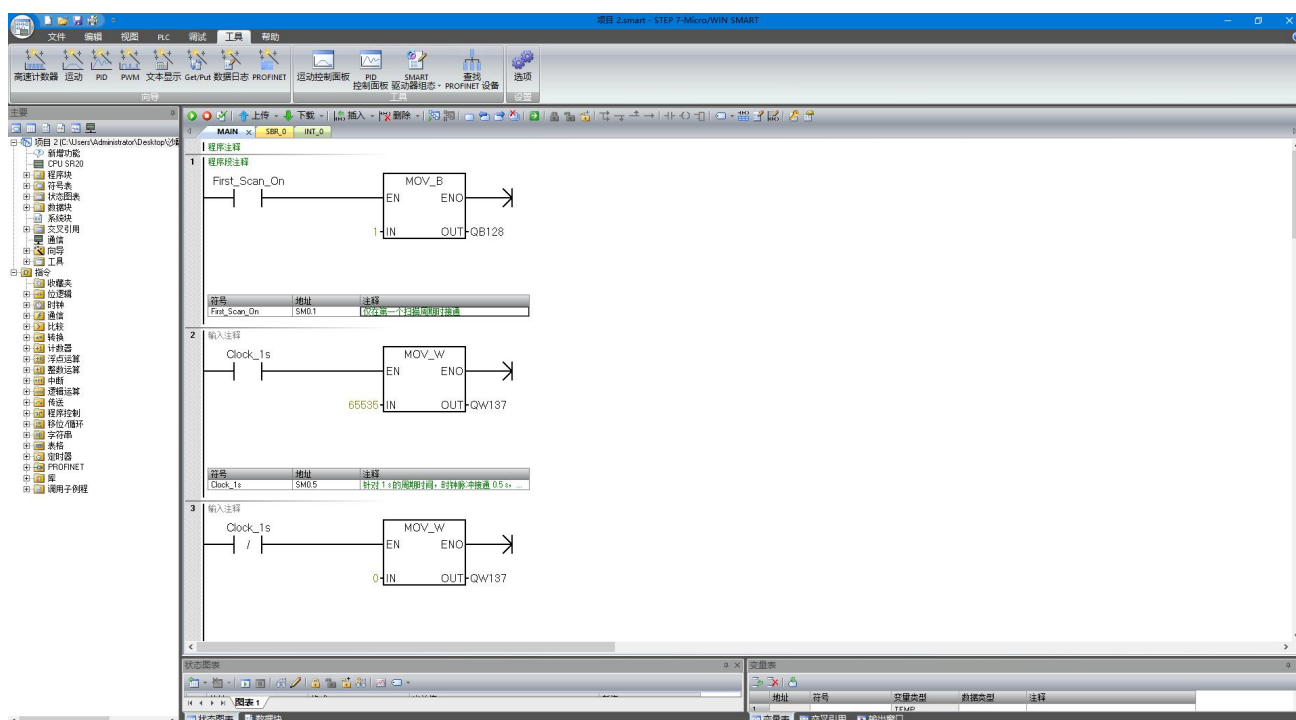 项目 2.smart - STEP 7-Micro/WIN SMART
文件 编辑 视图 PLC 调试 工具 帮助
高速计数器 运动 PID PWM 文本显示 Get/Put 数据日志 PROFINET 运动控制面板 PID 控制面板 SMART 驱动器组态 查找 PROFINET 设备 选项
向导 工具 设置
主要
上传 下载 插入 删除
MAIN SBR_0 INT_0
项目 2 (C:\Users\Administrator\Desktop\
新增功能
CPU SR20
程序块
符号表
状态图表
数据块
系统块
交叉引用
通信
向导
工具
指令
收藏夹
位逻辑
时钟
通信
比较
转换
计数器
浮点运算
整数运算
中断
逻辑运算
传送
程序控制
移位/循环
字符串
表格
定时器
PROFINET
库
调用子例程
程序注释
1 程序段注释
First_Scan_On MOV_B
EN ENO
1 IN OUT QB128
符号 地址 注释
First_Scan_On SM0.1 仅在第一个扫描周期时接通
2 输入注释
Clock_1s MOV_W
EN ENO
65535 IN OUT QW137
符号 地址 注释
Clock_1s SM0.5 针对 1 s 的周期时间，时钟脉冲接通 0.5 s， ...
3 输入注释
Clock_1s MOV_W
/ EN ENO
0 IN OUT QW137
状态图表
图表 1
状态图表 数据块
变量表
地址 符号 变量类型 数据类型 注释
1 TEMP
变量表 交叉引用 输出窗口